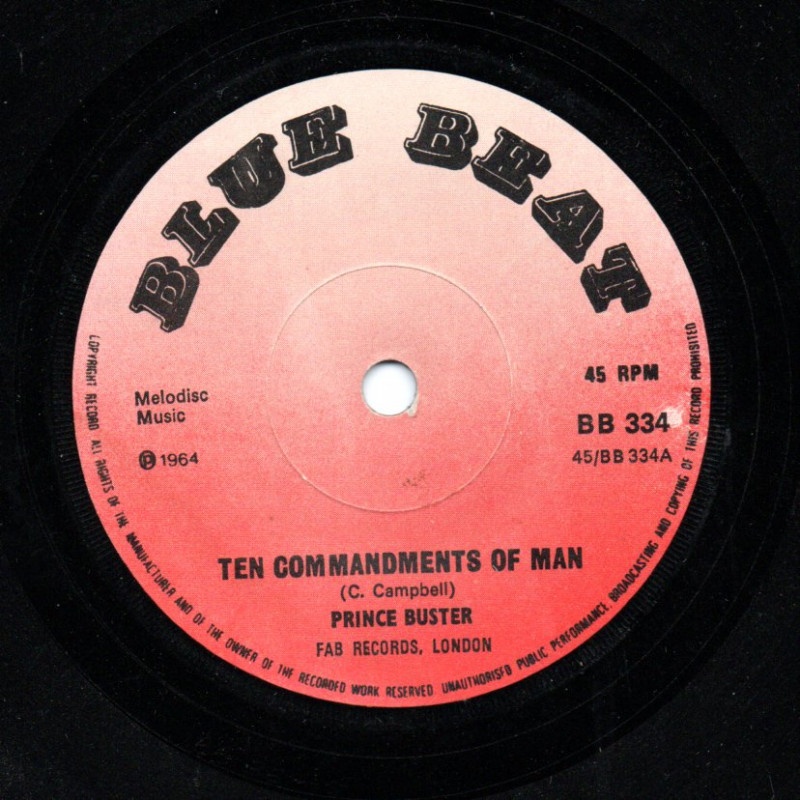 BLUE BEAT
45 RPM
Melodisc
Music
BB 334
℗ 1964
45/BB 334A
TEN COMMANDMENTS OF MAN
(C. Campbell)
PRINCE BUSTER
FAB RECORDS, LONDON
COPYRIGHT RECORD ALL RIGHTS OF THE MANUFACTURER AND OF THE OWNER OF THE RECORDED WORK RESERVED. UNAUTHORISED PUBLIC PERFORMANCE, BROADCASTING AND COPYING OF THIS RECORD PROHIBITED